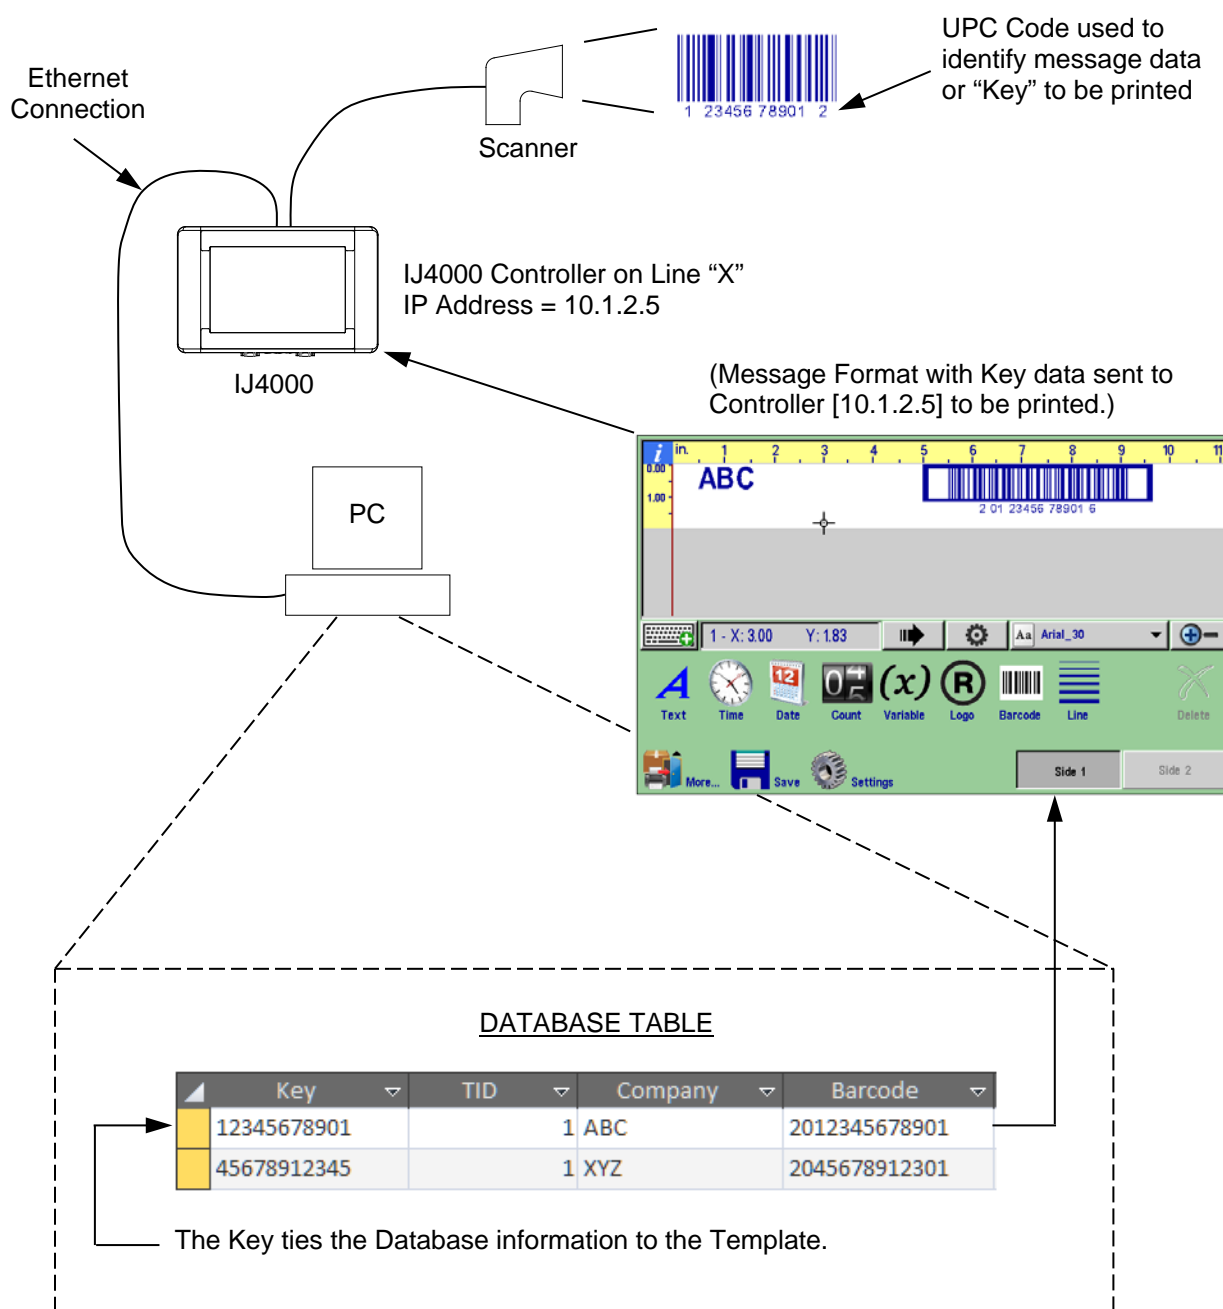 Ethernet
Connection
UPC Code used to
identify message data
or “Key” to be printed
1 23456 78901 2
Scanner
IJ4000 Controller on Line “X”
IP Address = 10.1.2.5
IJ4000
(Message Format with Key data sent to
Controller [10.1.2.5] to be printed.)
PC
i in. 1 2 3 4 5 6 7 8 9 10 11
0.00
1.00
ABC
2 01 23456 78901 6
1 - X: 3.00 Y: 1.83 Aa Arial_30
12 (x) R
Text Time Date Count Variable Logo Barcode Line Delete
More... Save Settings Side 1 Side 2
DATABASE TABLE
Key TID Company Barcode
12345678901 1 ABC 2012345678901
45678912345 1 XYZ 2045678912301
The Key ties the Database information to the Template.